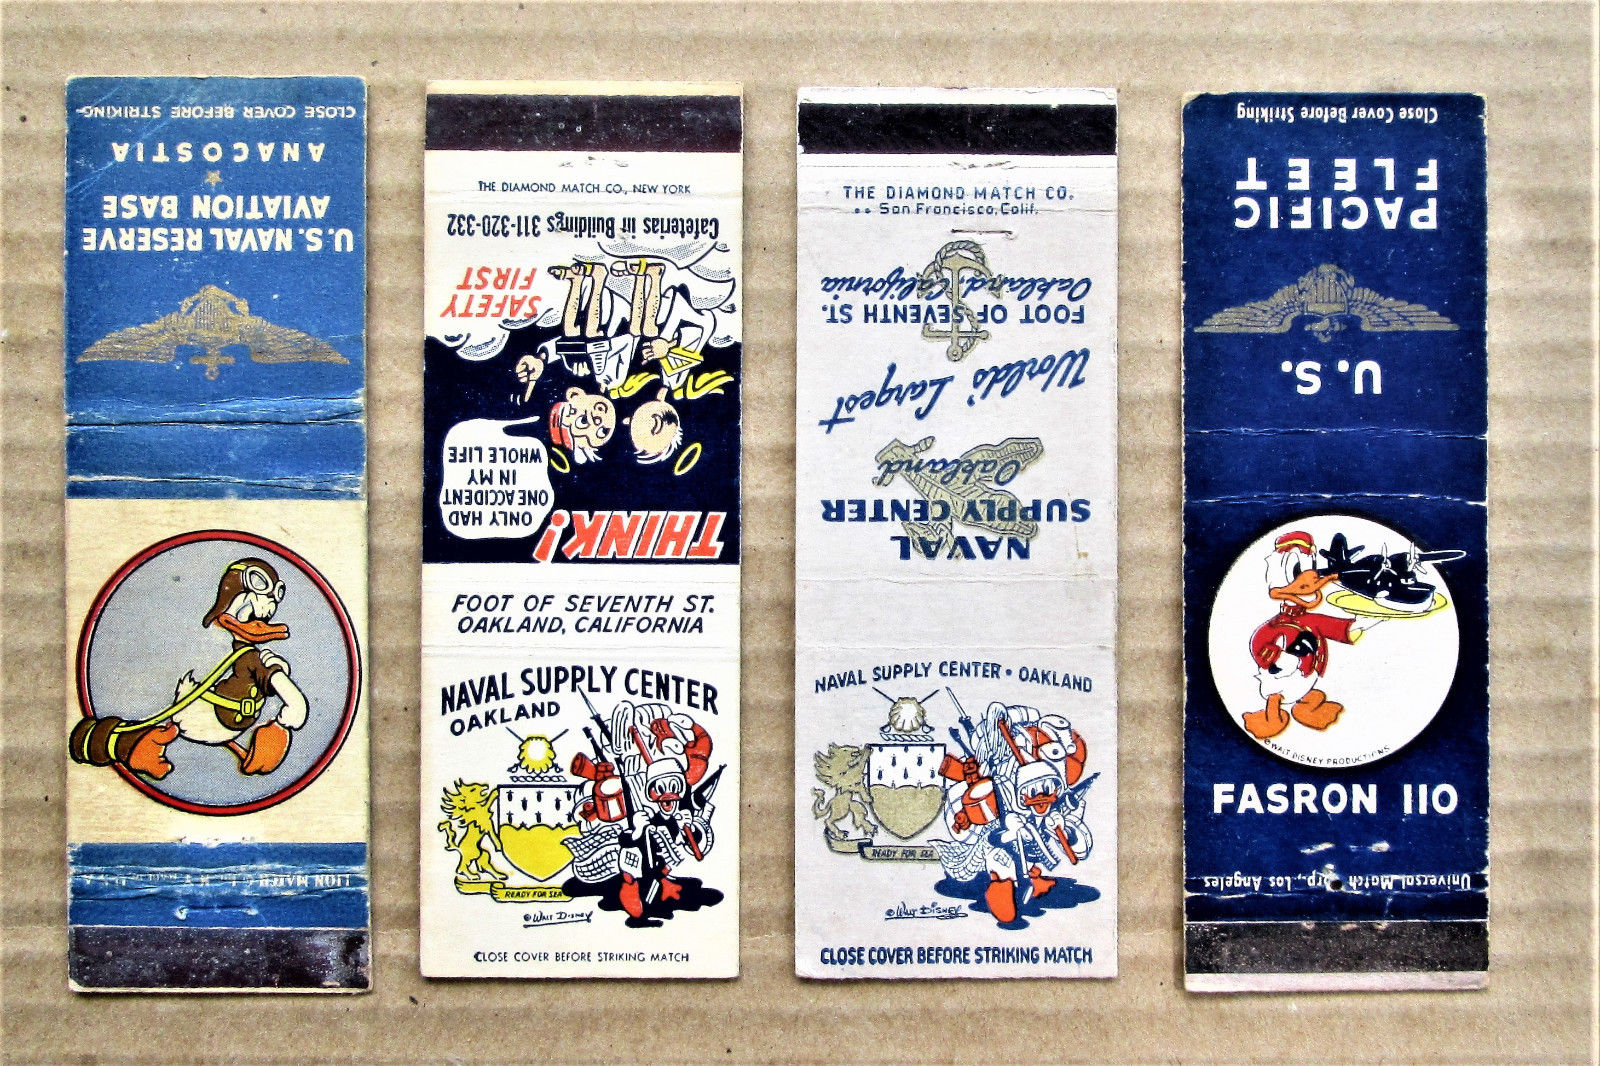 CLOSE COVER BEFORE STRIKING
ANACOSTIA
AVIATION BASE
U.S. NAVAL RESERVE
LION MATCH
THE DIAMOND MATCH CO., NEW YORK
Cafeterias in Buildings 311-320-332
SAFETY
FIRST
ONLY HAD
ONE ACCIDENT
IN MY
WHOLE LIFE
THINK!
FOOT OF SEVENTH ST.
OAKLAND, CALIFORNIA
NAVAL SUPPLY CENTER
OAKLAND
READY FOR SEA
© WALT DISNEY
CLOSE COVER BEFORE STRIKING MATCH
THE DIAMOND MATCH CO.
San Francisco, Calif.
NAVAL
SUPPLY CENTER
Oakland
World's Largest
FOOT OF SEVENTH ST.
Oakland, California
NAVAL SUPPLY CENTER • OAKLAND
READY FOR SEA
© WALT DISNEY
CLOSE COVER BEFORE STRIKING MATCH
Close Cover Before Striking
U.S.
PACIFIC
FLEET
© WALT DISNEY PRODUCTIONS
FASRON 110
Universal Match Corp., Los Angeles